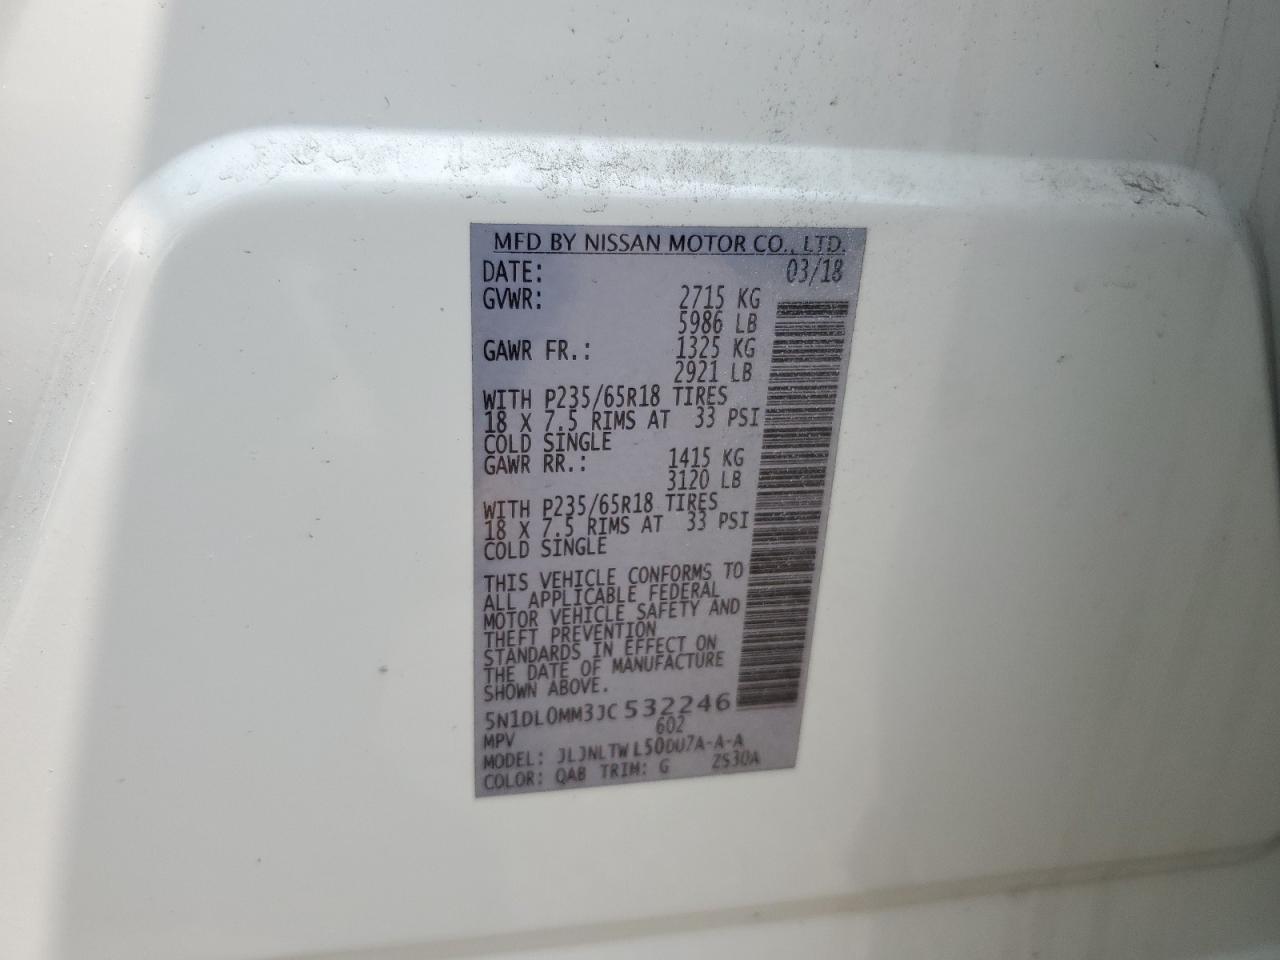 MFD BY NISSAN MOTOR CO., LTD.
DATE: 03/18
GVWR: 2715 KG
5986 LB
GAWR FR.: 1325 KG
2921 LB
WITH P235/65R18 TIRES
18 X 7.5 RIMS AT 33 PSI
COLD SINGLE
GAWR RR.: 1415 KG
3120 LB
WITH P235/65R18 TIRES
18 X 7.5 RIMS AT 33 PSI
COLD SINGLE
THIS VEHICLE CONFORMS TO
ALL APPLICABLE FEDERAL
MOTOR VEHICLE SAFETY AND
THEFT PREVENTION
STANDARDS IN EFFECT ON
THE DATE OF MANUFACTURE
SHOWN ABOVE.
5N1DL0MM3JC532246
MPV 602
MODEL: JLJNLTWL50DU7A-A-A
COLOR: QAB TRIM: G ZS30A